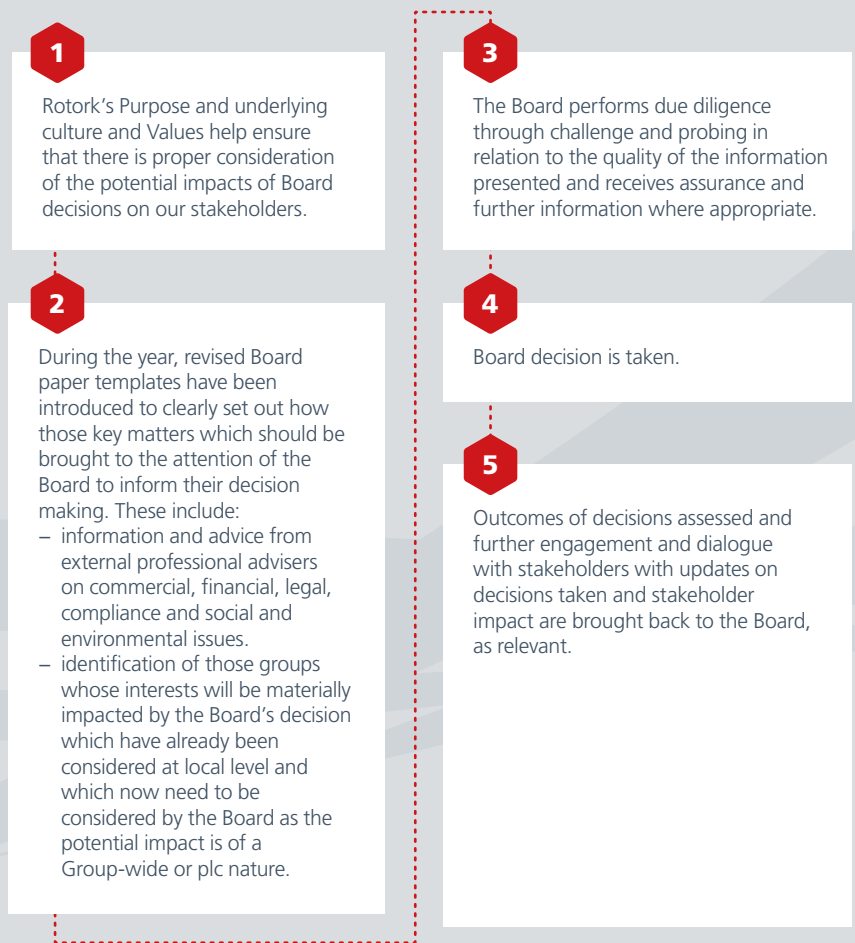 1
Rotork’s Purpose and underlying
culture and Values help ensure
that there is proper consideration
of the potential impacts of Board
decisions on our stakeholders.
2
During the year, revised Board
paper templates have been
introduced to clearly set out how
those key matters which should be
brought to the attention of the
Board to inform their decision
making. These include:
– information and advice from
external professional advisers
on commercial, financial, legal,
compliance and social and
environmental issues.
– identification of those groups
whose interests will be materially
impacted by the Board’s decision
which have already been
considered at local level and
which now need to be
considered by the Board as the
potential impact is of a
Group-wide or plc nature.
3
The Board performs due diligence
through challenge and probing in
relation to the quality of the information
presented and receives assurance and
further information where appropriate.
4
Board decision is taken.
5
Outcomes of decisions assessed and
further engagement and dialogue
with stakeholders with updates on
decisions taken and stakeholder
impact are brought back to the Board,
as relevant.